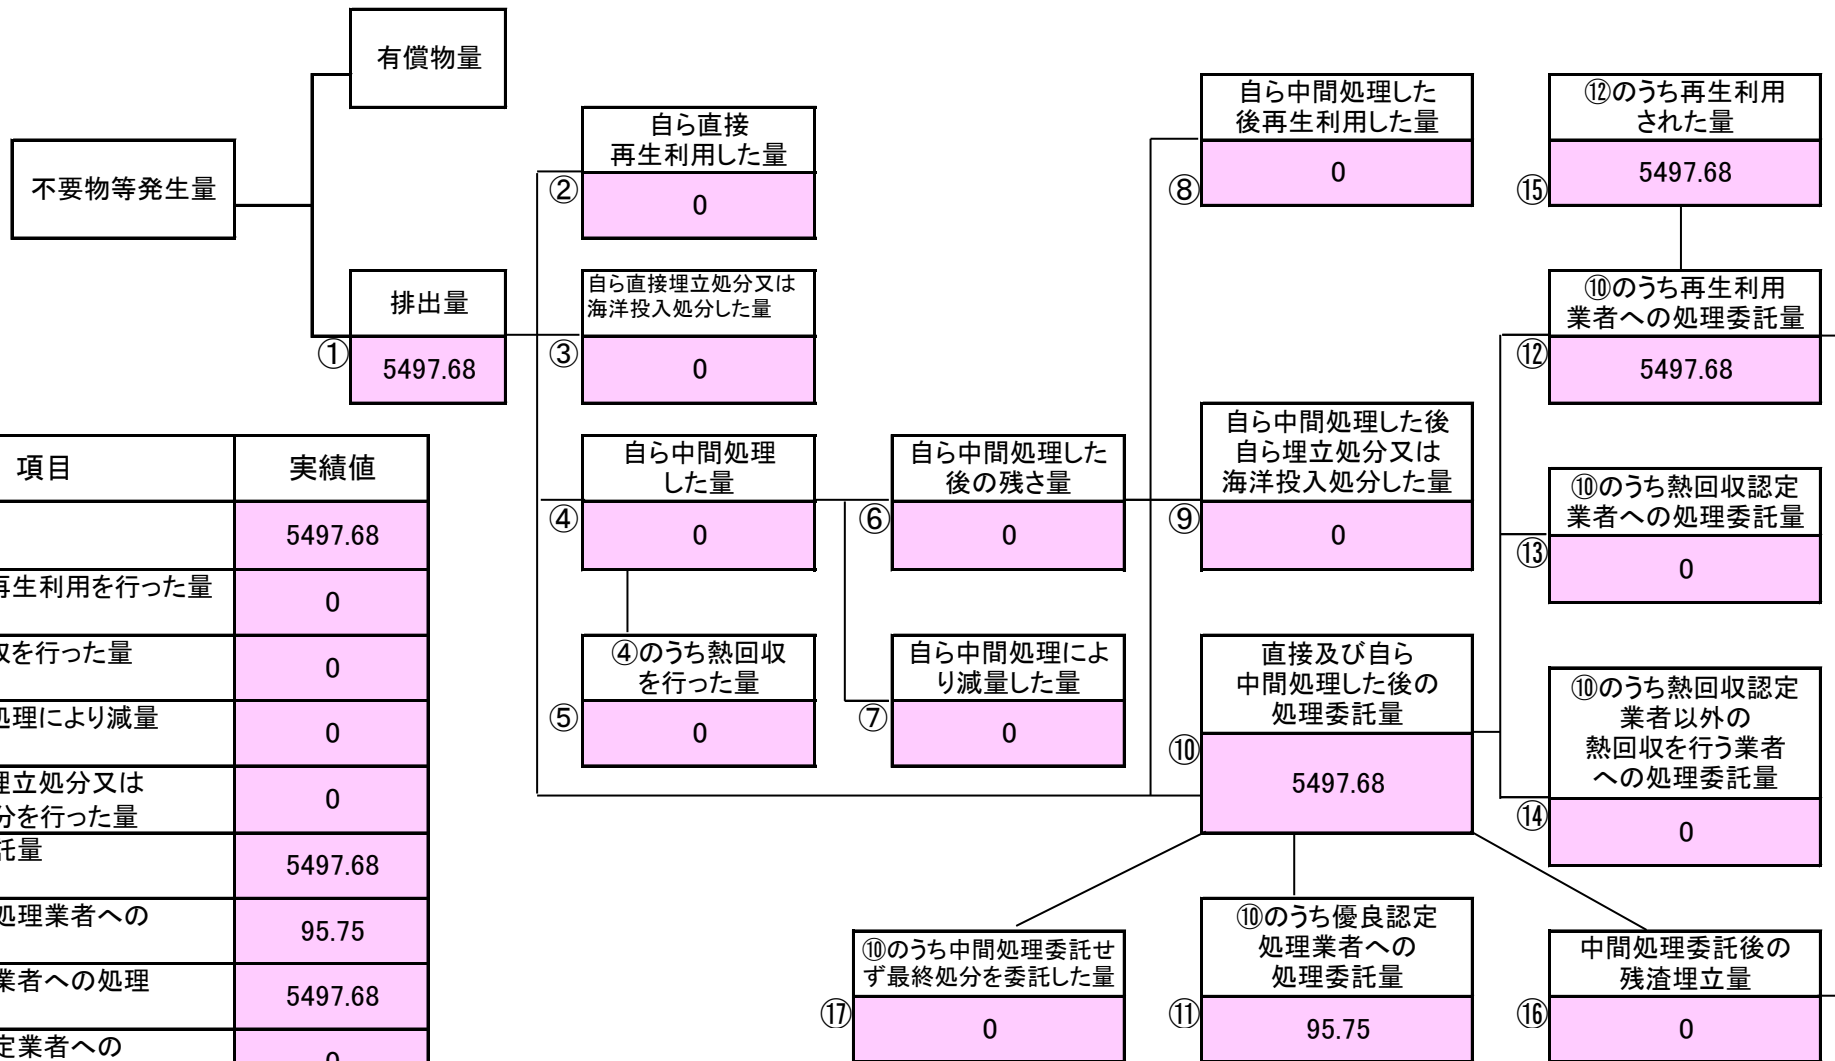 有償物量
不要物等発生量
排出量
①
5497.68
自ら直接
再生利用した量
②
0
自ら直接埋立処分又は
海洋投入処分した量
③
0
自ら中間処理
した量
④
0
④のうち熱回収
を行った量
⑤
0
自ら中間処理した
後の残さ量
⑥
0
自ら中間処理によ
り減量した量
⑦
0
自ら中間処理した
後再生利用した量
⑧
0
自ら中間処理した後
自ら埋立処分又は
海洋投入処分した量
⑨
0
直接及び自ら
中間処理した後の
処理委託量
⑩
5497.68
⑩のうち優良認定
処理業者への
処理委託量
⑪
95.75
⑫のうち再生利用
された量
⑮
5497.68
⑩のうち再生利用
業者への処理委託量
⑫
5497.68
⑩のうち熱回収認定
業者への処理委託量
⑬
0
⑩のうち熱回収認定
業者以外の
熱回収を行う業者
への処理委託量
⑭
0
中間処理委託後の
残渣埋立量
⑯
0
⑩のうち中間処理委託せ
ず最終処分を委託した量
⑰
0
項目 実績値
5497.68
再生利用を行った量
0
を行った量
0
処理により減量
0
埋立処分又は
分を行った量
0
託量
5497.68
処理業者への
95.75
業者への処理
5497.68
定業者への
0